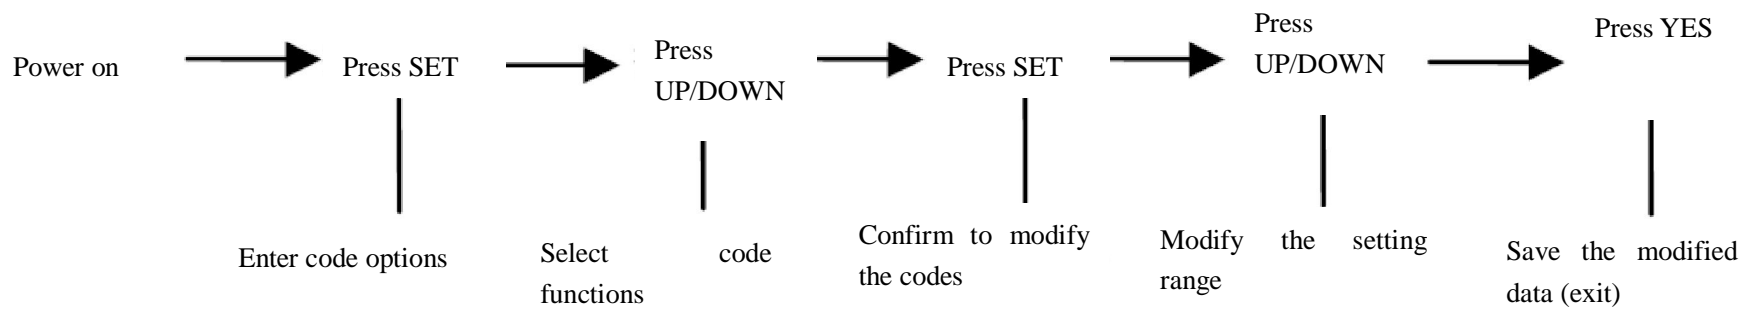 Power on
Press SET
Press
UP/DOWN
Press SET
Press
UP/DOWN
Press YES
Enter code options
Select code
functions
Confirm to modify
the codes
Modify the setting
range
Save the modified
data (exit)